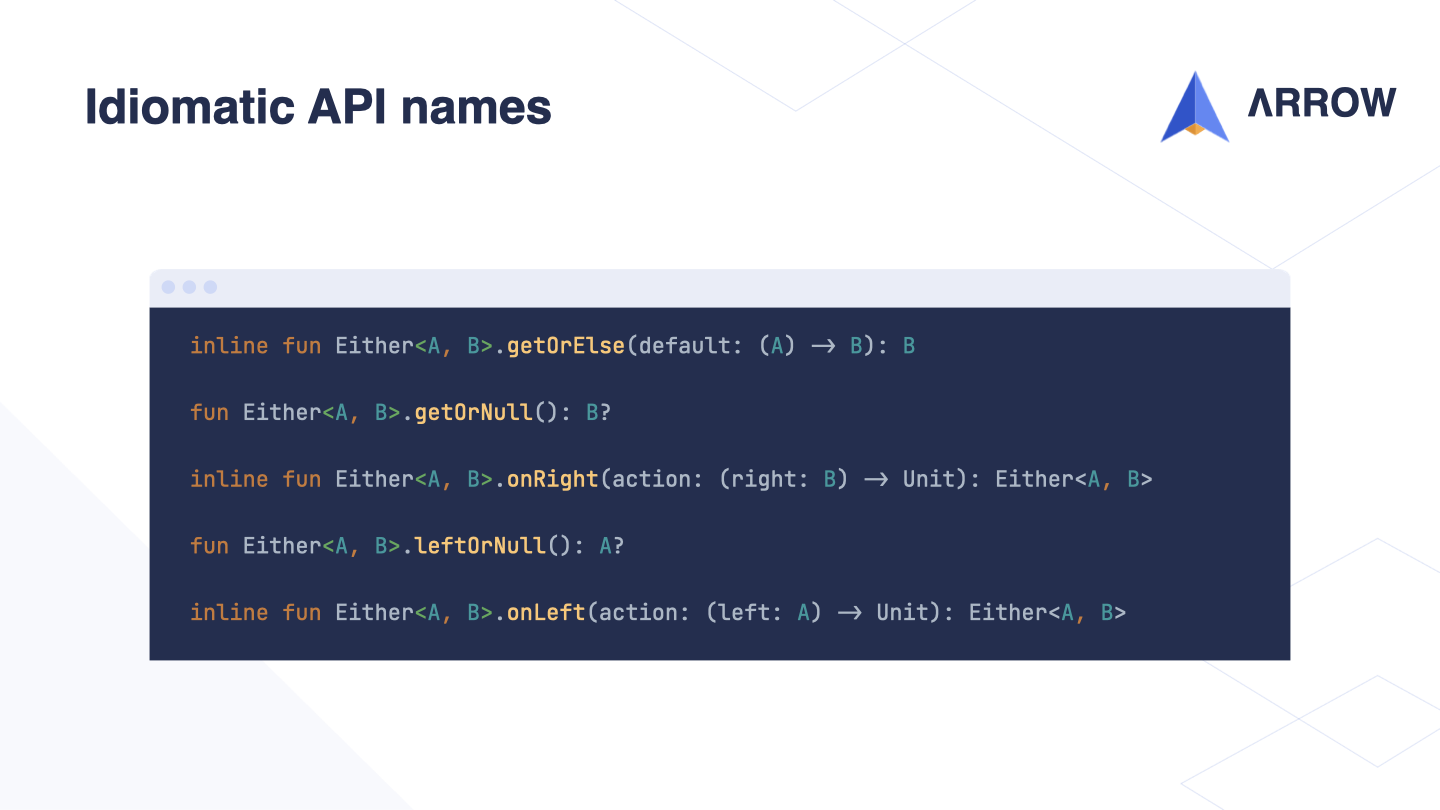 Idiomatic API names
ARROW
inline fun Either<A, B>.getOrElse(default: (A) -> B): B
fun Either<A, B>.getOrNull(): B?
inline fun Either<A, B>.onRight(action: (right: B) -> Unit): Either<A, B>
fun Either<A, B>.leftOrNull(): A?
inline fun Either<A, B>.onLeft(action: (left: A) -> Unit): Either<A, B>